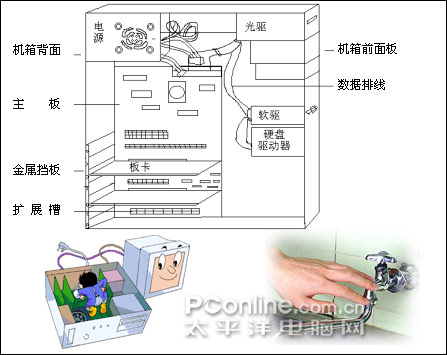 电源
光驱
机箱背面
机箱前面板
数据排线
主 板
软驱
硬盘驱动器
金属挡板
板卡
扩展槽
PConline.com.cn
太平洋电脑网